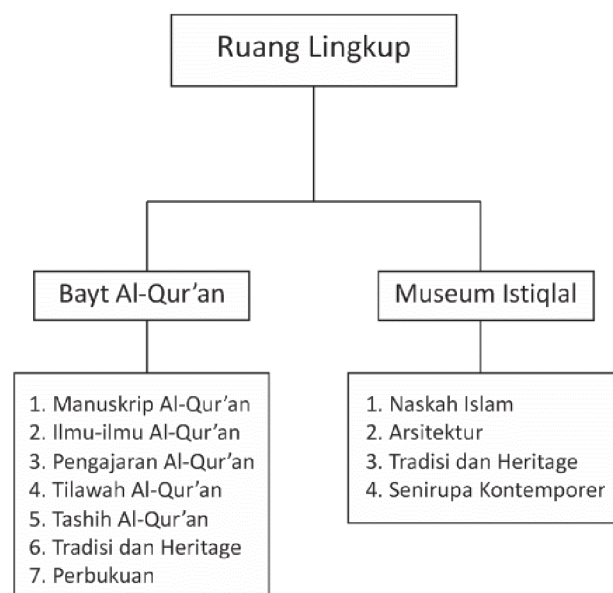 Ruang Lingkup
Bayt Al-Qur’an
Museum Istiqlal
1. Manuskrip Al-Qur’an
2. Ilmu-ilmu Al-Qur’an
3. Pengajaran Al-Qur’an
4. Tilawah Al-Qur’an
5. Tashih Al-Qur’an
6. Tradisi dan Heritage
7. Perbukuan
1. Naskah Islam
2. Arsitektur
3. Tradisi dan Heritage
4. Senirupa Kontemporer